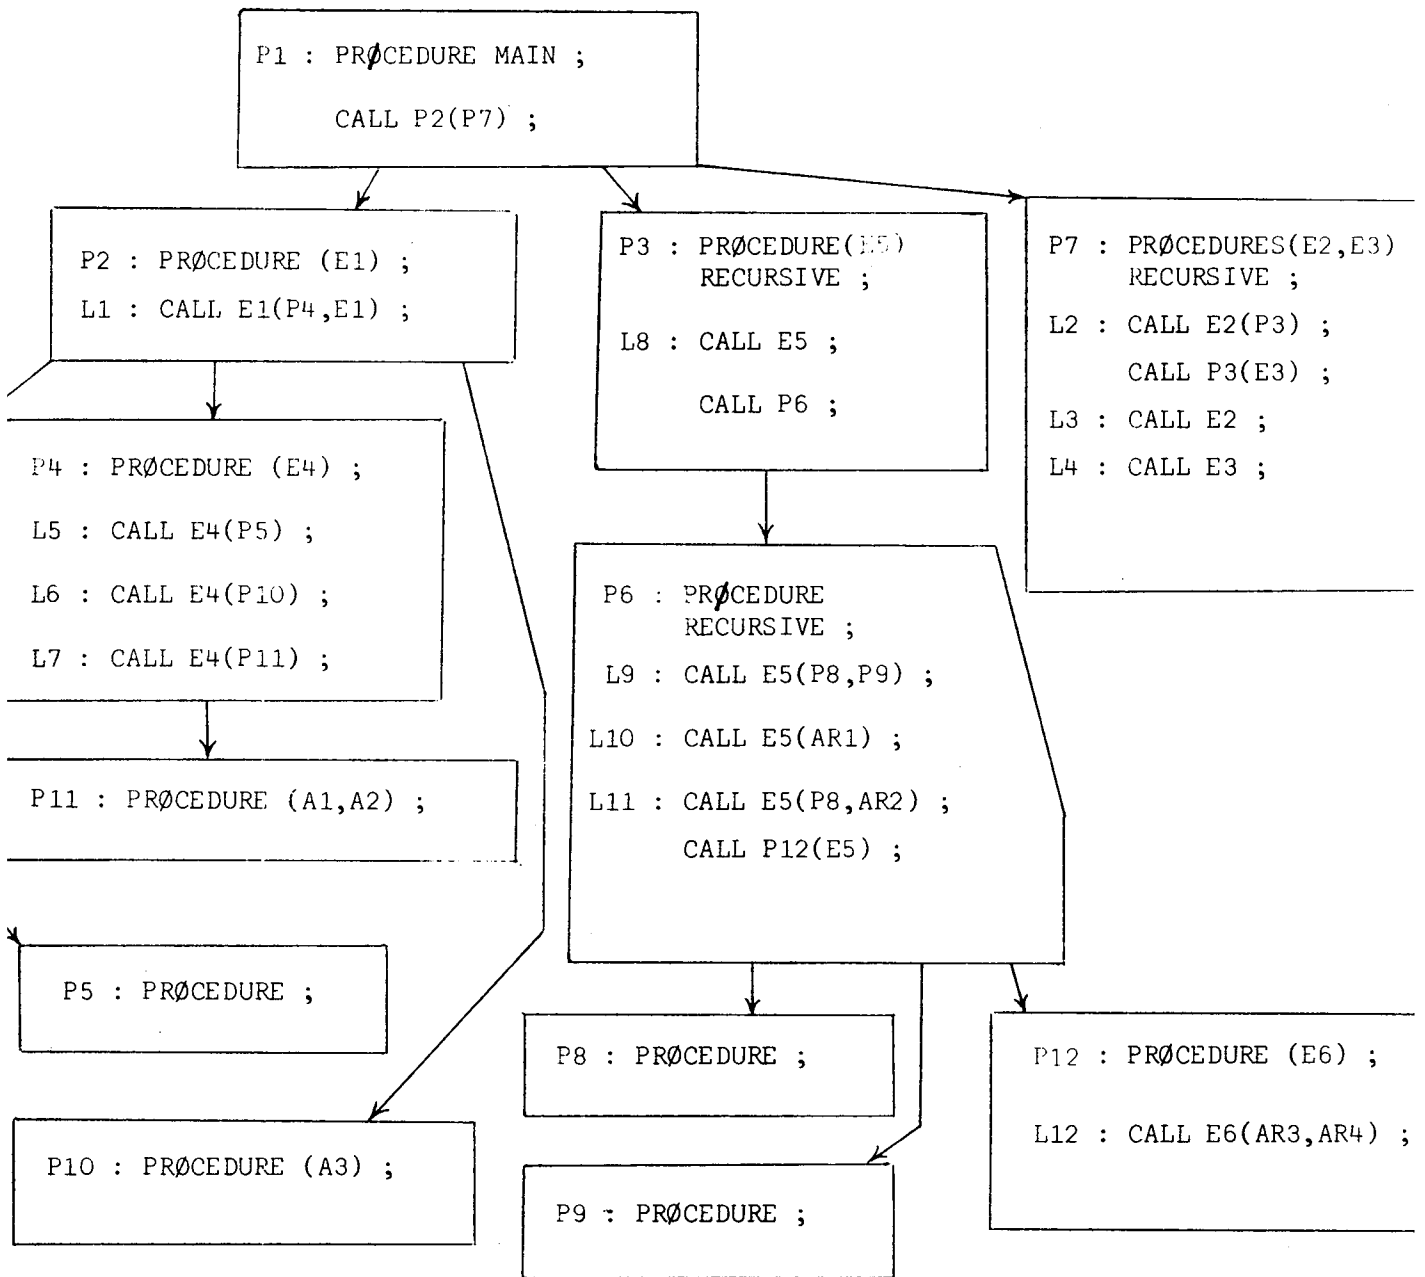 P1 : PRØCEDURE MAIN ;
CALL P2(P7) ;
P2 : PRØCEDURE (E1) ;
L1 : CALL E1(P4,E1) ;
P3 : PRØCEDURE(E5)
RECURSIVE ;
L8 : CALL E5 ;
CALL P6 ;
P7 : PRØCEDURES(E2,E3)
RECURSIVE ;
L2 : CALL E2(P3) ;
CALL P3(E3) ;
L3 : CALL E2 ;
L4 : CALL E3 ;
P4 : PRØCEDURE (E4) ;
L5 : CALL E4(P5) ;
L6 : CALL E4(P10) ;
L7 : CALL E4(P11) ;
P6 : PRØCEDURE
RECURSIVE ;
L9 : CALL E5(P8,P9) ;
L10 : CALL E5(AR1) ;
L11 : CALL E5(P8,AR2) ;
CALL P12(E5) ;
P11 : PRØCEDURE (A1,A2) ;
P5 : PRØCEDURE ;
P8 : PRØCEDURE ;
P12 : PRØCEDURE (E6) ;
L12 : CALL E6(AR3,AR4) ;
P10 : PRØCEDURE (A3) ;
P9 : PRØCEDURE ;